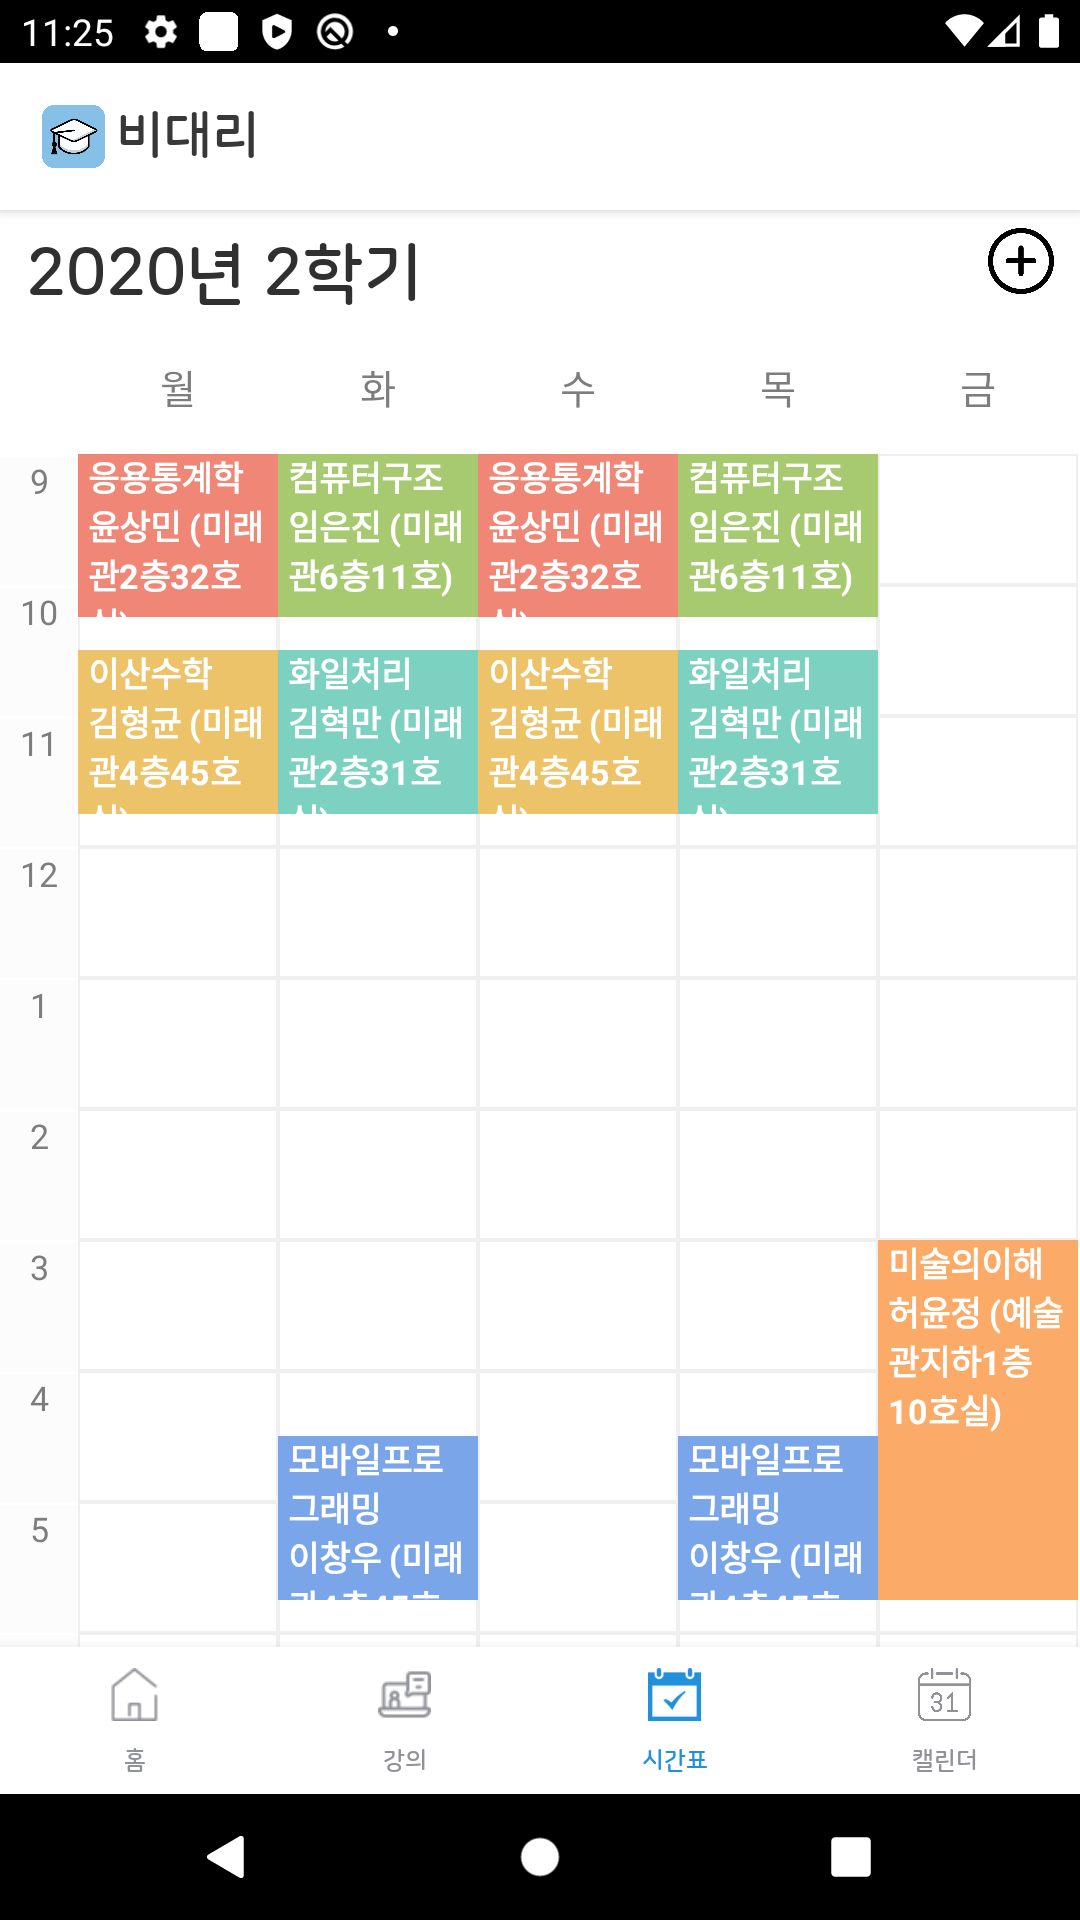 11:25
비대리
2020년 2학기
월 화 수 목 금
9
응용통계학
윤상민 (미래
관2층32호
컴퓨터구조
임은진 (미래
관6층11호)
응용통계학
윤상민 (미래
관2층32호
컴퓨터구조
임은진 (미래
관6층11호)
10
이산수학
김형균 (미래
관4층45호
화일처리
김혁만 (미래
관2층31호
이산수학
김형균 (미래
관4층45호
화일처리
김혁만 (미래
관2층31호
11
12
1
2
3
미술의이해
허윤정 (예술
관지하1층
10호실)
4
모바일프로
그래밍
이창우 (미래
모바일프로
그래밍
이창우 (미래
5
홈
강의
시간표
31
캘린더